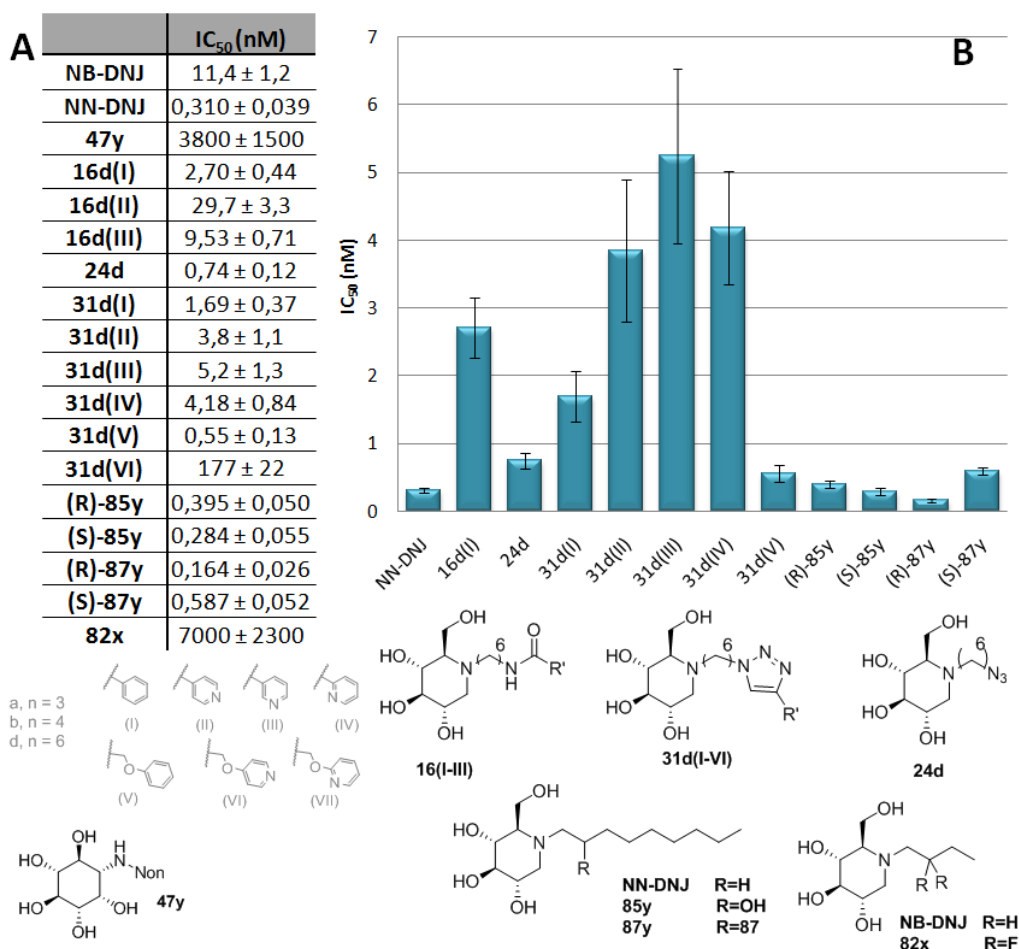 A
IC50 (nM)
NB-DNJ 11,4 ± 1,2
NN-DNJ 0,310 ± 0,039
47y 3800 ± 1500
16d(I) 2,70 ± 0,44
16d(II) 29,7 ± 3,3
16d(III) 9,53 ± 0,71
24d 0,74 ± 0,12
31d(I) 1,69 ± 0,37
31d(II) 3,8 ± 1,1
31d(III) 5,2 ± 1,3
31d(IV) 4,18 ± 0,84
31d(V) 0,55 ± 0,13
31d(VI) 177 ± 22
(R)-85y 0,395 ± 0,050
(S)-85y 0,284 ± 0,055
(R)-87y 0,164 ± 0,026
(S)-87y 0,587 ± 0,052
82x 7000 ± 2300
B
IC50 (nM)
7
6
5
4
3
2
1
0
NN-DNJ
16d(I)
24d
31d(I)
31d(II)
31d(III)
31d(IV)
31d(V)
(R)-85y
(S)-85y
(R)-87y
(S)-87y
a, n = 3
b, n = 4
d, n = 6
N
N
N
(I)
(II)
(III)
(IV)
O
O
N
O
N
(V)
(VI)
(VII)
OH
HO
N
6
N
H
O
R'
HO
OH
16(I-III)
OH
HO
N
6
N
N
N
R'
HO
OH
31d(I-VI)
OH
HO
N
6
N3
HO
OH
24d
OH
HO
H
N
Non
HO
OH
OH
47y
OH
HO
N
R
HO
OH
NN-DNJ R=H
85y R=OH
87y R=87
OH
HO
N
R
R
HO
OH
NB-DNJ R=H
82x R=F